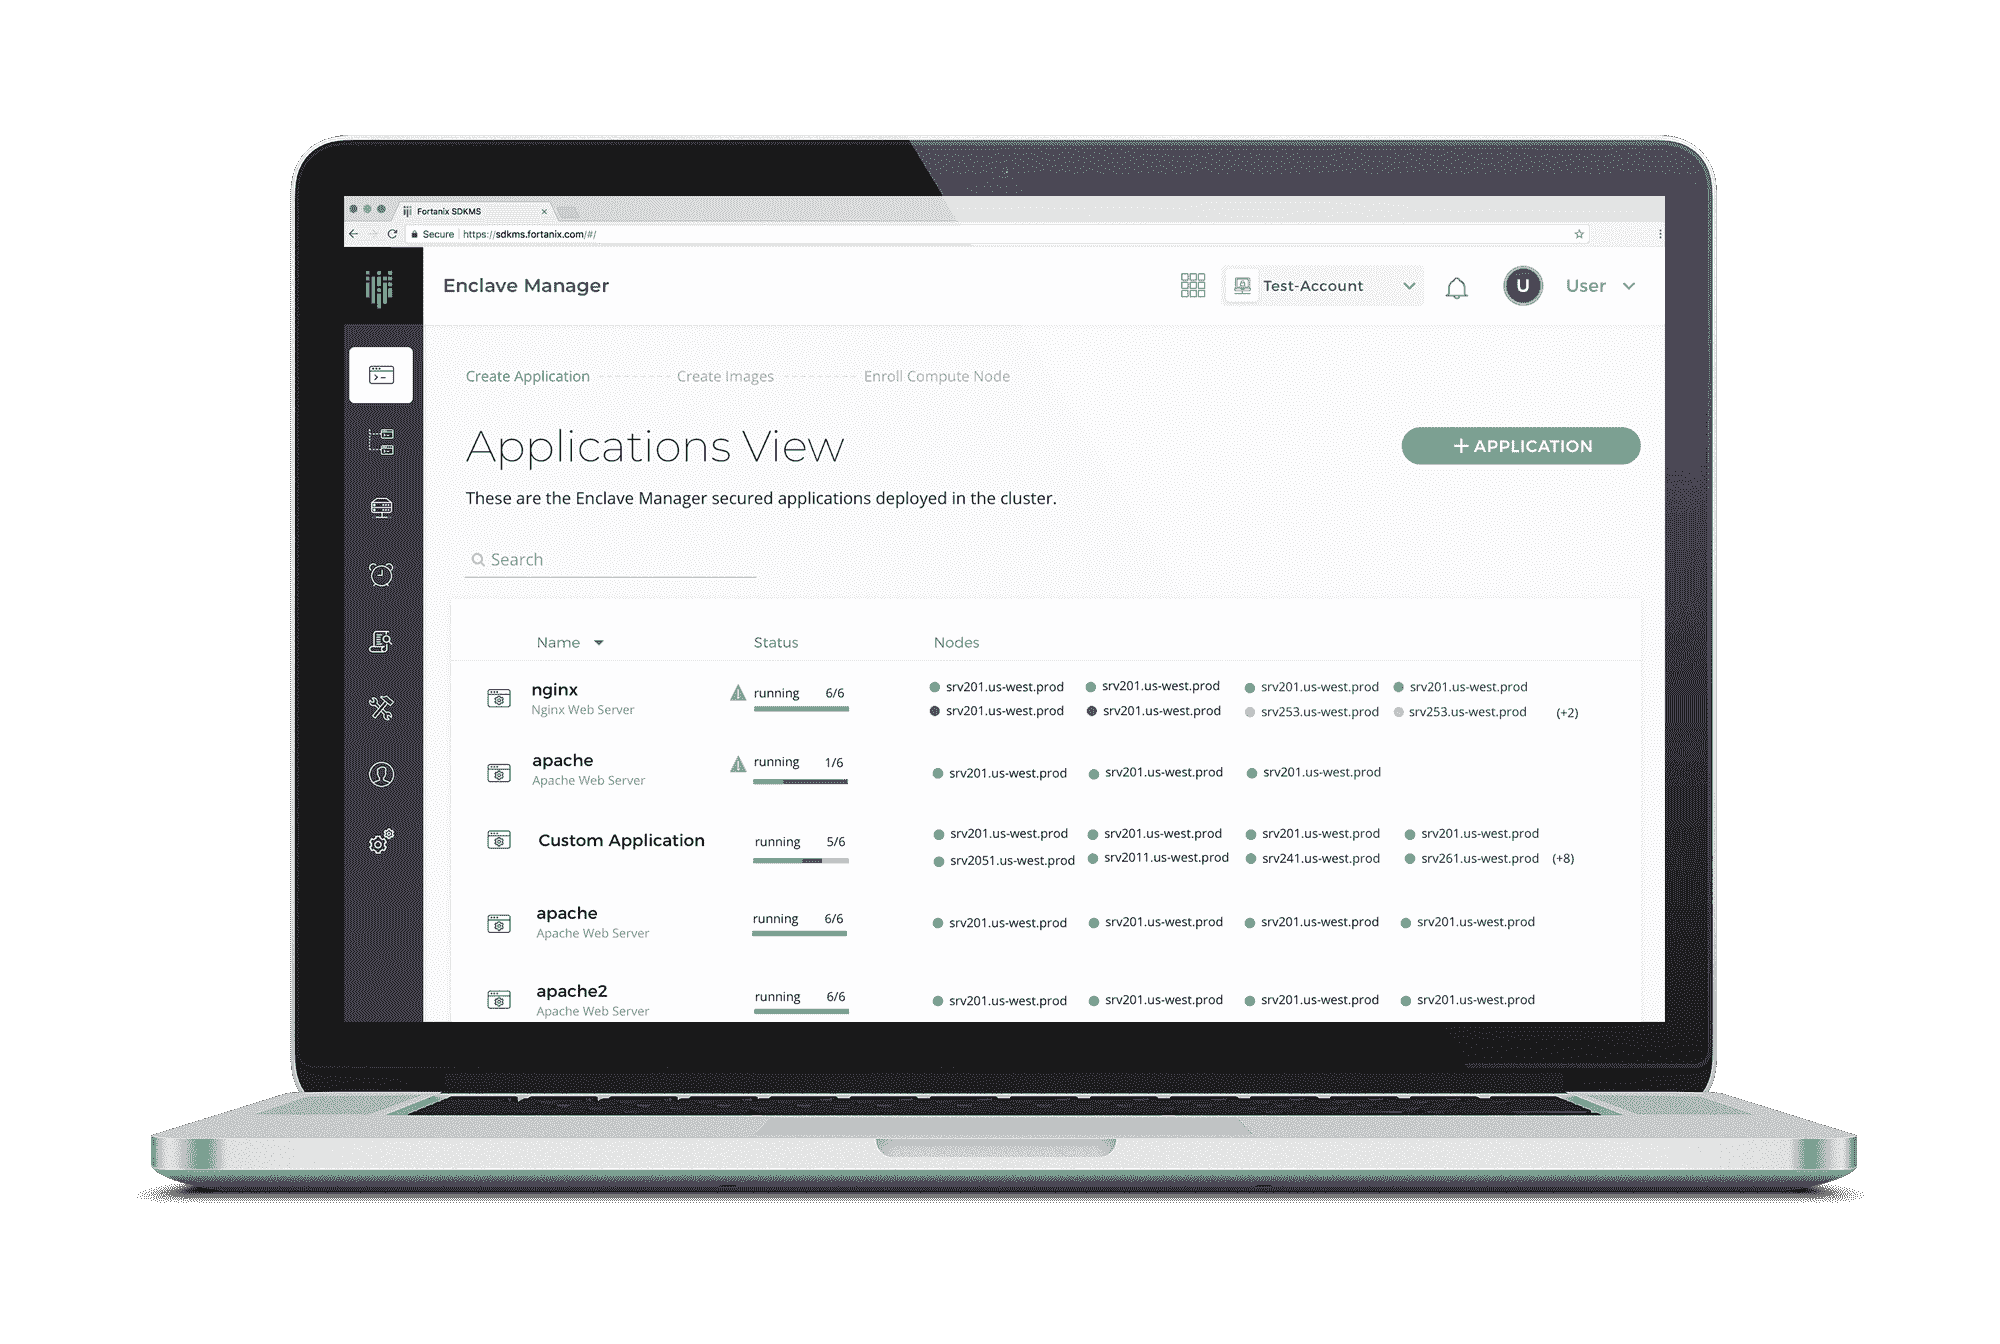 Fortanix SDKMS
Secure https://sdkms.fortanix.com/#/
Enclave Manager
Test-Account
U
User
Create Application
Create Images
Enroll Compute Node
Applications View
+ APPLICATION
These are the Enclave Manager secured applications deployed in the cluster.
Search
Name Status Nodes
nginx
Nginx Web Server
running 6/6
srv201.us-west.prod srv201.us-west.prod srv201.us-west.prod srv201.us-west.prod
srv201.us-west.prod srv201.us-west.prod srv253.us-west.prod srv253.us-west.prod (+2)
apache
Apache Web Server
running 1/6
srv201.us-west.prod srv201.us-west.prod srv201.us-west.prod
Custom Application
running 5/6
srv201.us-west.prod srv201.us-west.prod srv201.us-west.prod srv201.us-west.prod
srv2051.us-west.prod srv2011.us-west.prod srv241.us-west.prod srv261.us-west.prod (+8)
apache
Apache Web Server
running 6/6
srv201.us-west.prod srv201.us-west.prod srv201.us-west.prod srv201.us-west.prod
apache2
Apache Web Server
running 6/6
srv201.us-west.prod srv201.us-west.prod srv201.us-west.prod srv201.us-west.prod